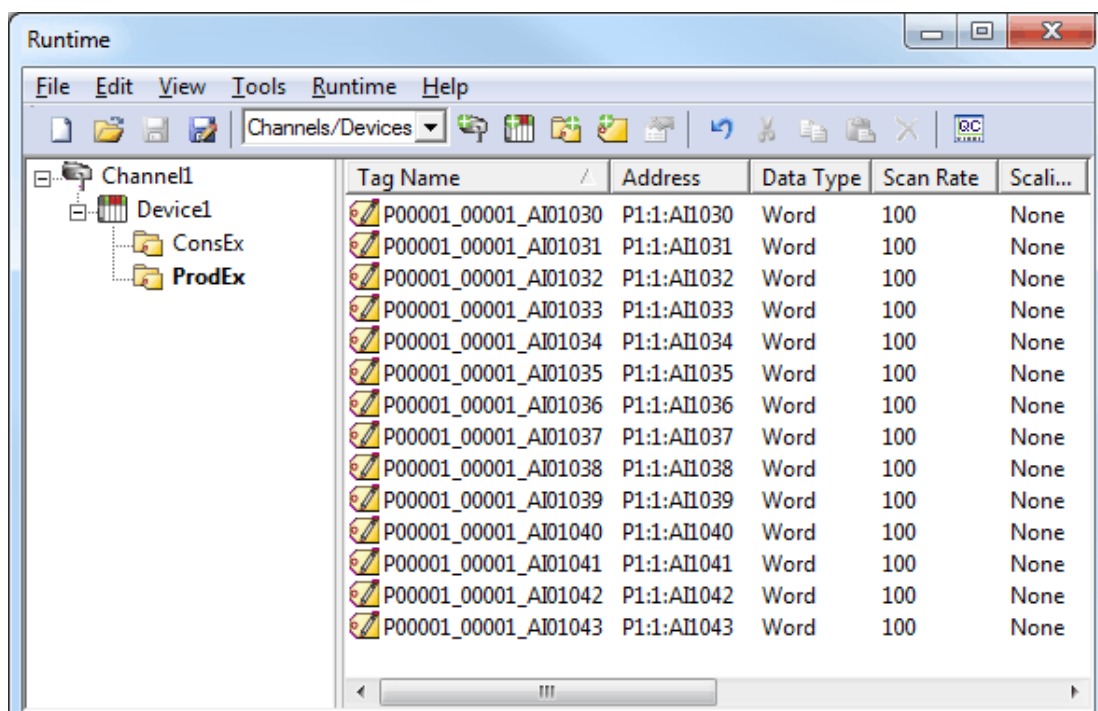 Runtime
File Edit View Tools Runtime Help
Channels/Devices QC
Channel1
Device1
ConsEx
ProdEx
Tag Name Address Data Type Scan Rate Scali...
P00001_00001_AI01030 P1:1:AI1030 Word 100 None
P00001_00001_AI01031 P1:1:AI1031 Word 100 None
P00001_00001_AI01032 P1:1:AI1032 Word 100 None
P00001_00001_AI01033 P1:1:AI1033 Word 100 None
P00001_00001_AI01034 P1:1:AI1034 Word 100 None
P00001_00001_AI01035 P1:1:AI1035 Word 100 None
P00001_00001_AI01036 P1:1:AI1036 Word 100 None
P00001_00001_AI01037 P1:1:AI1037 Word 100 None
P00001_00001_AI01038 P1:1:AI1038 Word 100 None
P00001_00001_AI01039 P1:1:AI1039 Word 100 None
P00001_00001_AI01040 P1:1:AI1040 Word 100 None
P00001_00001_AI01041 P1:1:AI1041 Word 100 None
P00001_00001_AI01042 P1:1:AI1042 Word 100 None
P00001_00001_AI01043 P1:1:AI1043 Word 100 None